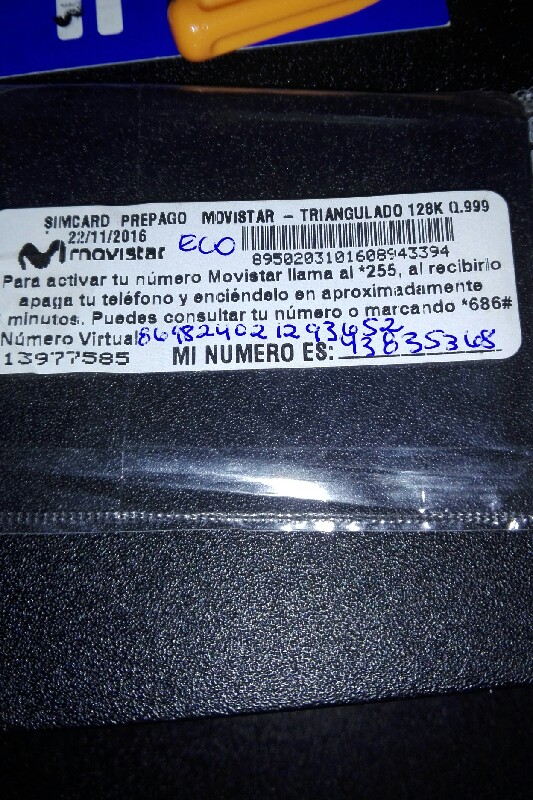 SIMCARD PREPAGO MOVISTAR - TRIANGULADO 128K Q.999
22/11/2016
movistar ECO 8950203101608943394
Para activar tu número Movistar llama al *255, al recibirlo
apaga tu teléfono y enciéndelo en aproximadamente
minutos. Puedes consultar tu número o marcando *686#
Número Virtual: 864824021293652
13977585 MI NUMERO ES: 43835368